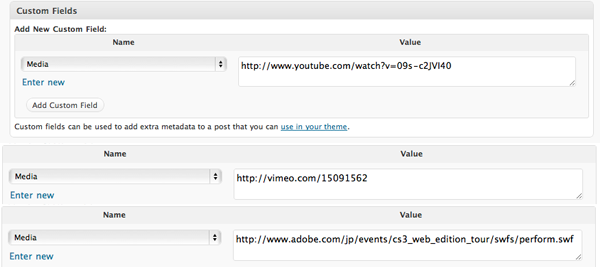 Custom Fields
Add New Custom Field:
Name Value
Media http://www.youtube.com/watch?v=09s-c2JVI40
Enter new
Add Custom Field
Custom fields can be used to add extra metadata to a post that you can use in your theme.
Name Value
Media http://vimeo.com/15091562
Enter new
Name Value
Media http://www.adobe.com/jp/events/cs3_web_edition_tour/swfs/perform.swf
Enter new